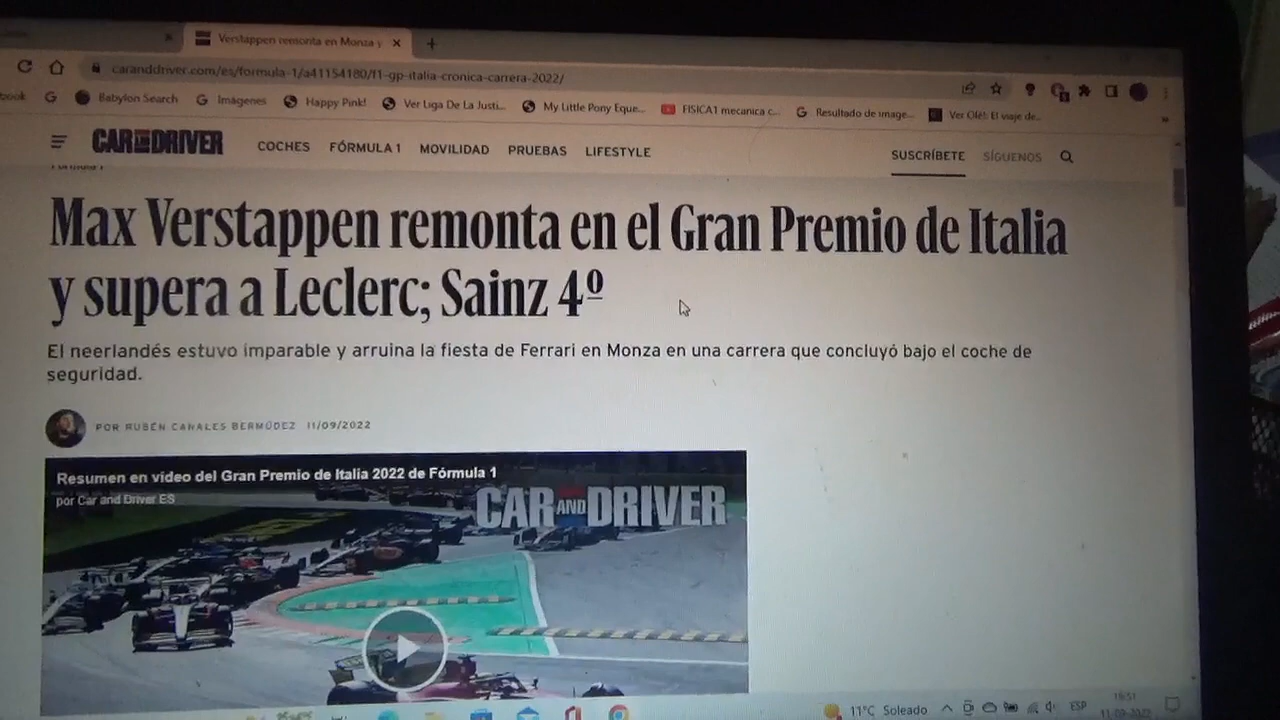 Verstappen remonta en Monza y
caranddriver.com/es/formula-1/a41154180/f1-gp-italia-cronica-carrera-2022/
book
Babylon Search
Imágenes
Happy Pink!
Ver Liga De La Justi...
My Little Pony Eque...
FISICA1 mecanica c...
Resultado de image...
Ver Olé!: El viaje de...
CAR AND DRIVER
COCHES FÓRMULA 1 MOVILIDAD PRUEBAS LIFESTYLE
SUSCRÍBETE SÍGUENOS
Max Verstappen remonta en el Gran Premio de Italia
y supera a Leclerc; Sainz 4º
El neerlandés estuvo imparable y arruina la fiesta de Ferrari en Monza en una carrera que concluyó bajo el coche de
seguridad.
POR RUBÉN CANALES BERMÚDEZ 11/09/2022
Resumen en vídeo del Gran Premio de Italia 2022 de Fórmula 1
por Car and Driver ES
CAR AND DRIVER
11°C Soleado
ESP